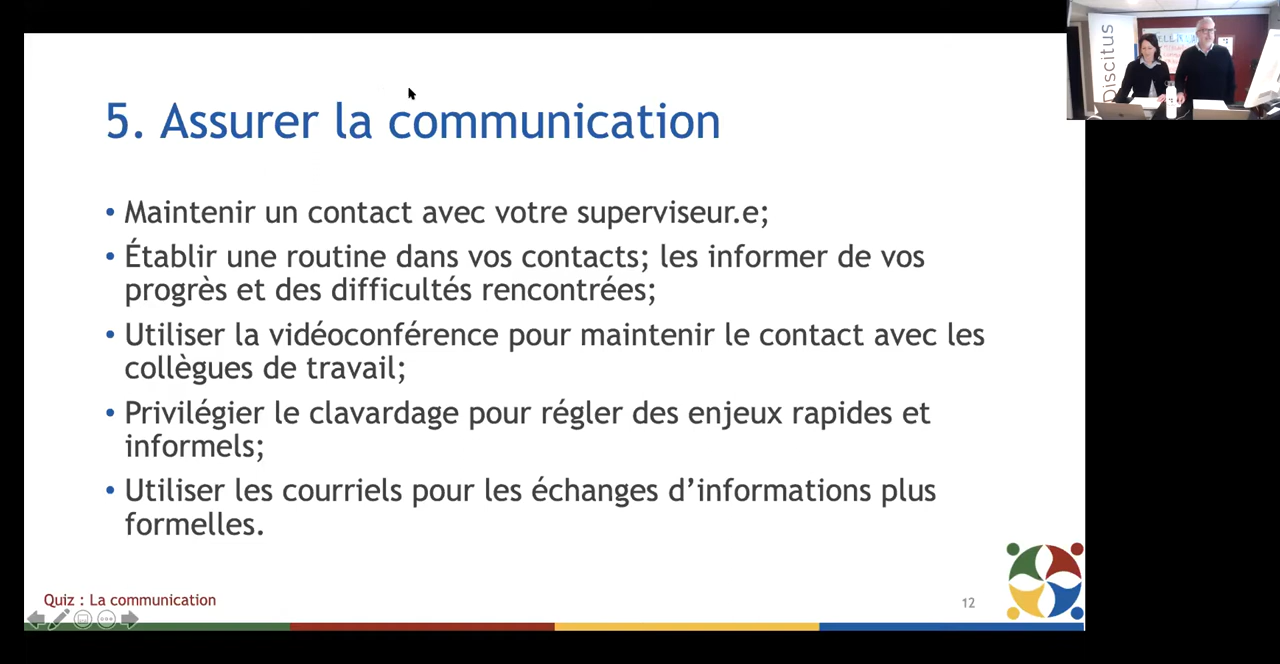 5. Assurer la communication
• Maintenir un contact avec votre superviseur.e;
• Établir une routine dans vos contacts; les informer de vos
progrès et des difficultés rencontrées;
• Utiliser la vidéoconférence pour maintenir le contact avec les
collègues de travail;
• Privilégier le clavardage pour régler des enjeux rapides et
informels;
• Utiliser les courriels pour les échanges d’informations plus
formelles.
Quiz : La communication
12
Discitus